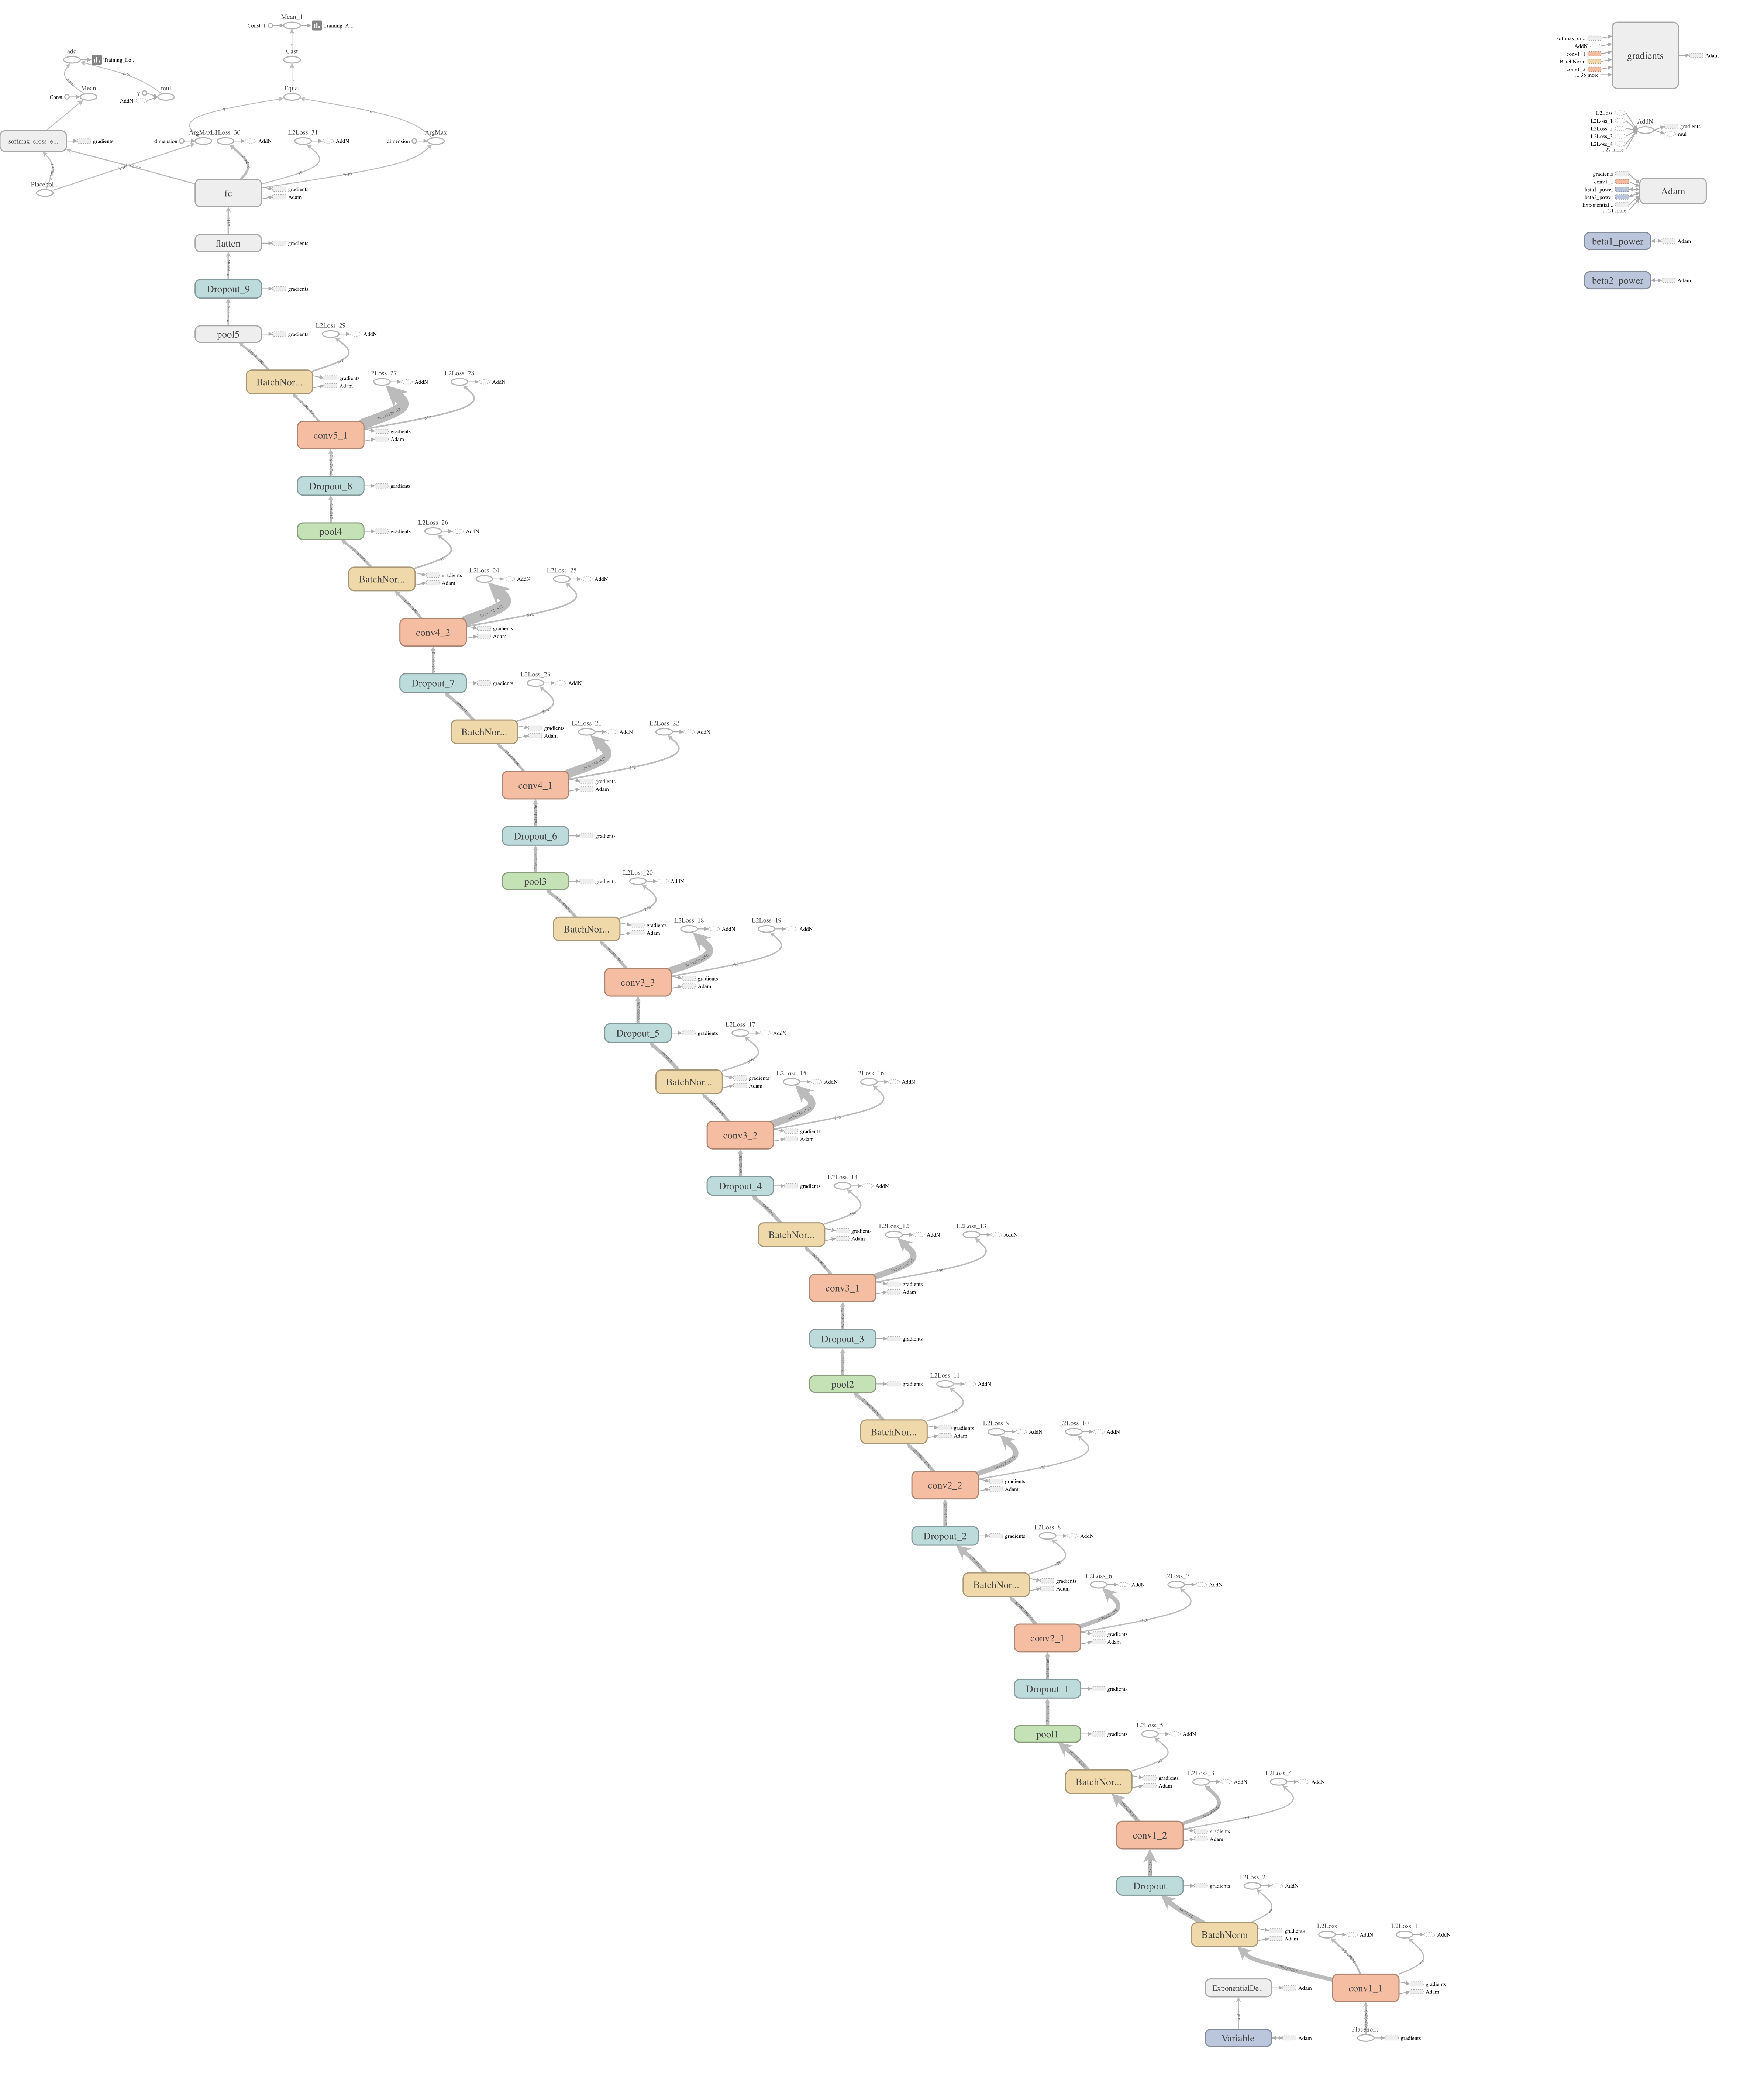 Mean_1
Const_1
Training_A...
Cast
add
Training_Lo...
Mean
Const
y
mul
AddN
Equal
softmax_cross_e...
gradients
dimension
L2Loss_30
AddN
L2Loss_31
AddN
dimension
ArgMax
Placehol...
fc
gradients
Adam
flatten
gradients
Dropout_9
gradients
pool5
gradients
L2Loss_29
AddN
BatchNor...
gradients
Adam
L2Loss_27
AddN
L2Loss_28
AddN
conv5_1
gradients
Adam
Dropout_8
gradients
pool4
gradients
L2Loss_26
AddN
BatchNor...
gradients
Adam
L2Loss_24
AddN
L2Loss_25
AddN
conv4_2
gradients
Adam
Dropout_7
gradients
L2Loss_23
AddN
BatchNor...
gradients
Adam
L2Loss_21
AddN
L2Loss_22
AddN
conv4_1
gradients
Adam
Dropout_6
gradients
pool3
gradients
L2Loss_20
AddN
BatchNor...
gradients
Adam
L2Loss_18
AddN
L2Loss_19
AddN
conv3_3
gradients
Adam
Dropout_5
gradients
L2Loss_17
AddN
BatchNor...
gradients
Adam
L2Loss_15
AddN
L2Loss_16
AddN
conv3_2
gradients
Adam
Dropout_4
gradients
L2Loss_14
AddN
BatchNor...
gradients
Adam
L2Loss_12
AddN
L2Loss_13
AddN
conv3_1
gradients
Adam
Dropout_3
gradients
pool2
gradients
L2Loss_11
AddN
BatchNor...
gradients
Adam
L2Loss_9
AddN
L2Loss_10
AddN
conv2_2
gradients
Adam
Dropout_2
gradients
L2Loss_8
AddN
BatchNor...
gradients
Adam
L2Loss_6
AddN
L2Loss_7
AddN
conv2_1
gradients
Adam
Dropout_1
gradients
pool1
gradients
L2Loss_5
AddN
BatchNor...
gradients
Adam
L2Loss_3
AddN
L2Loss_4
AddN
conv1_2
gradients
Adam
Dropout
gradients
L2Loss_2
AddN
BatchNorm
gradients
Adam
L2Loss
AddN
L2Loss_1
AddN
ExponentialDe...
Adam
conv1_1
gradients
Adam
Variable
Adam
Placehol...
gradients
softmax_cr...
AddN
conv1_1
BatchNorm
conv1_2
... 35 more
gradients
Adam
L2Loss
L2Loss_1
L2Loss_2
L2Loss_3
L2Loss_4
... 27 more
AddN
gradients
mul
gradients
conv1_1
beta1_power
beta2_power
Exponential...
... 21 more
Adam
beta1_power
Adam
beta2_power
Adam